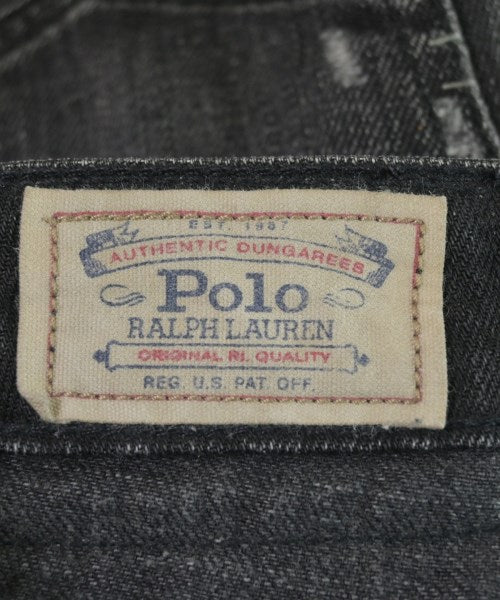 EST. 1967
AUTHENTIC DUNGAREES
Polo
RALPH LAUREN
ORIGINAL RL QUALITY
REG. U.S. PAT. OFF.